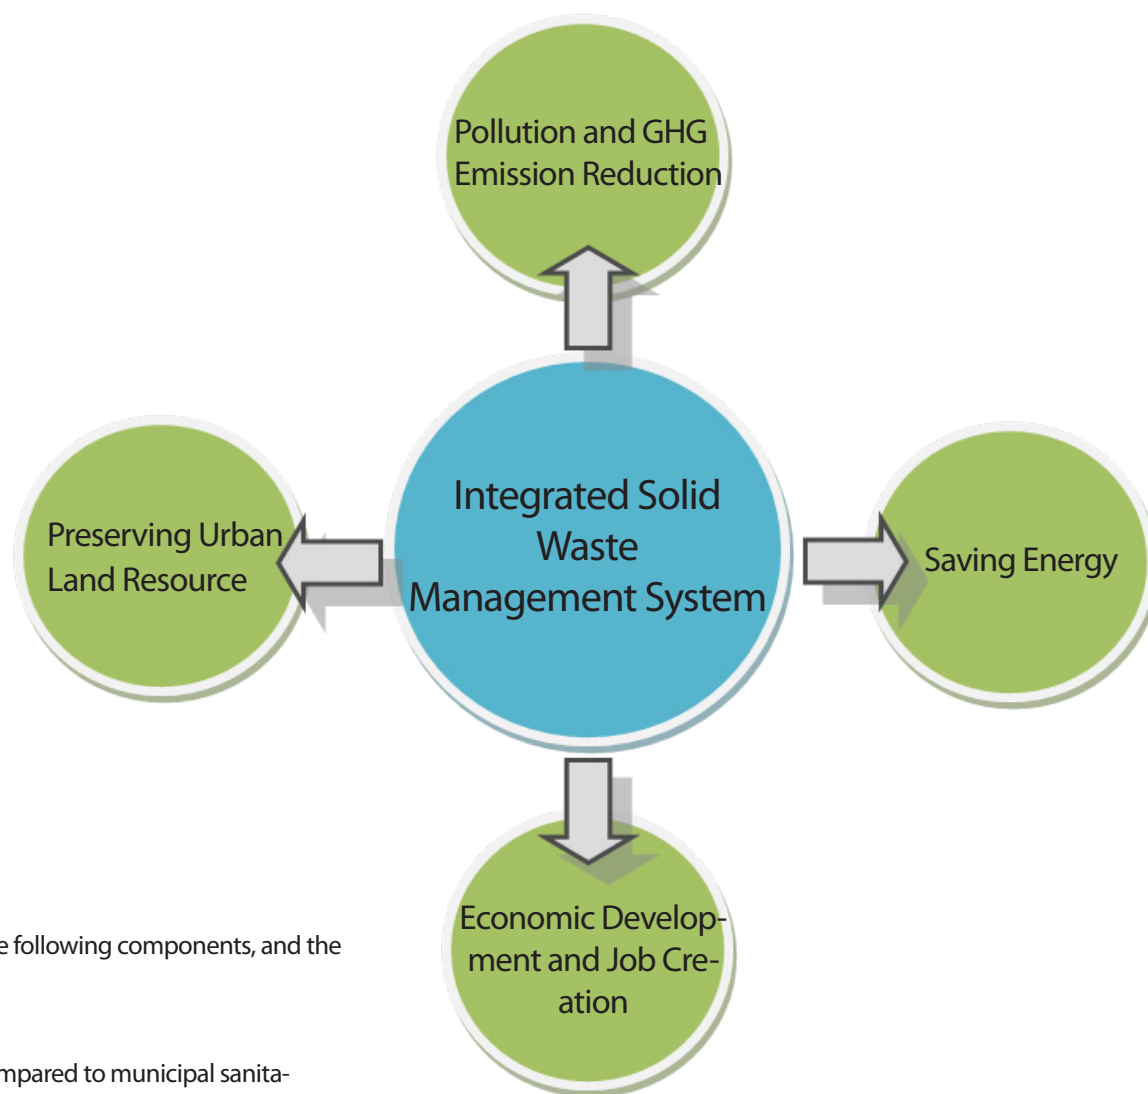 Pollution and GHG
Emission Reduction
Integrated Solid
Waste
Management System
Preserving Urban
Land Resource
Saving Energy
Economic Develop-
ment and Job Cre-
ation
e following components, and the
mpared to municipal sanita-